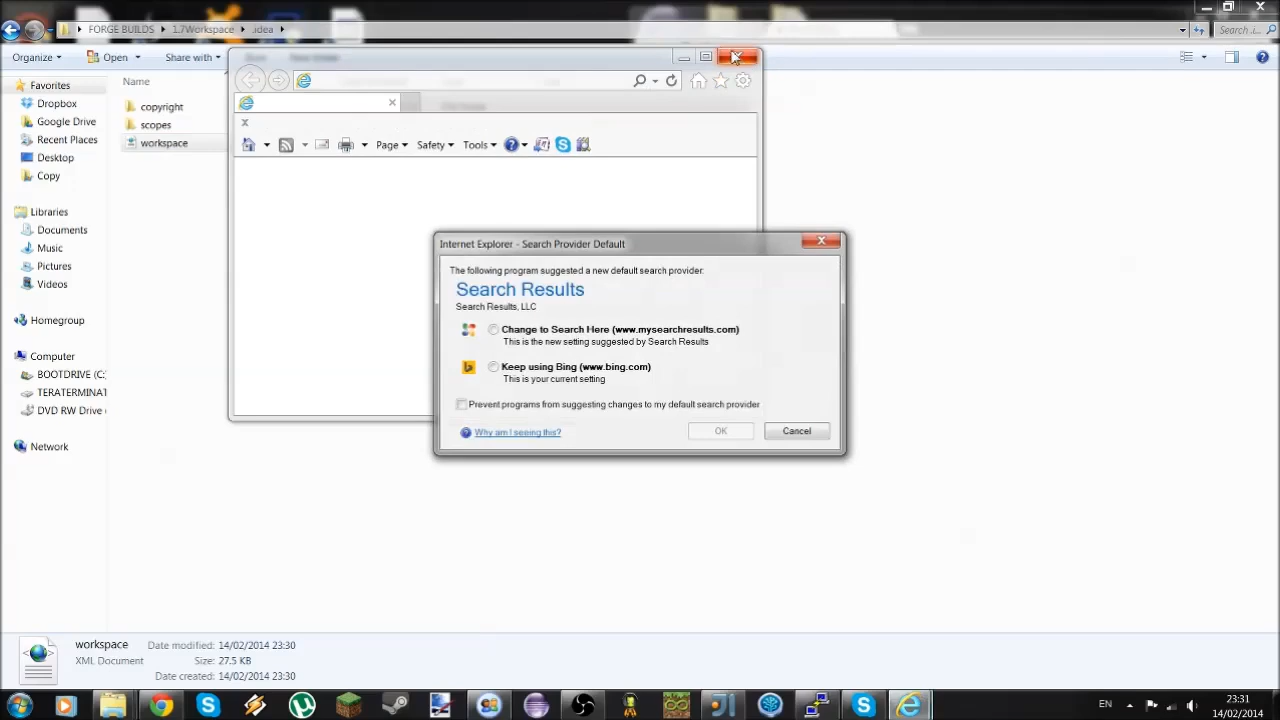 FORGE BUILDS
1.7Workspace
.idea
Search i...
Organize
Open
Share with
Name
Favorites
Dropbox
Google Drive
Recent Places
Desktop
Copy
Libraries
Documents
Music
Pictures
Videos
Homegroup
Computer
BOOTDRIVE (C:
TERATERMINAT
DVD RW Drive (
Network
copyright
scopes
workspace
X
Page
Safety
Tools
Internet Explorer - Search Provider Default
The following program suggested a new default search provider:
Search Results
Search Results, LLC
Change to Search Here (www.mysearchresults.com)
This is the new setting suggested by Search Results
Keep using Bing (www.bing.com)
This is your current setting
Prevent programs from suggesting changes to my default search provider
Why am I seeing this?
OK
Cancel
workspace
XML Document
Date modified: 14/02/2014 23:30
Size: 27.5 KB
Date created: 14/02/2014 23:30
EN
23:31
14/02/2014